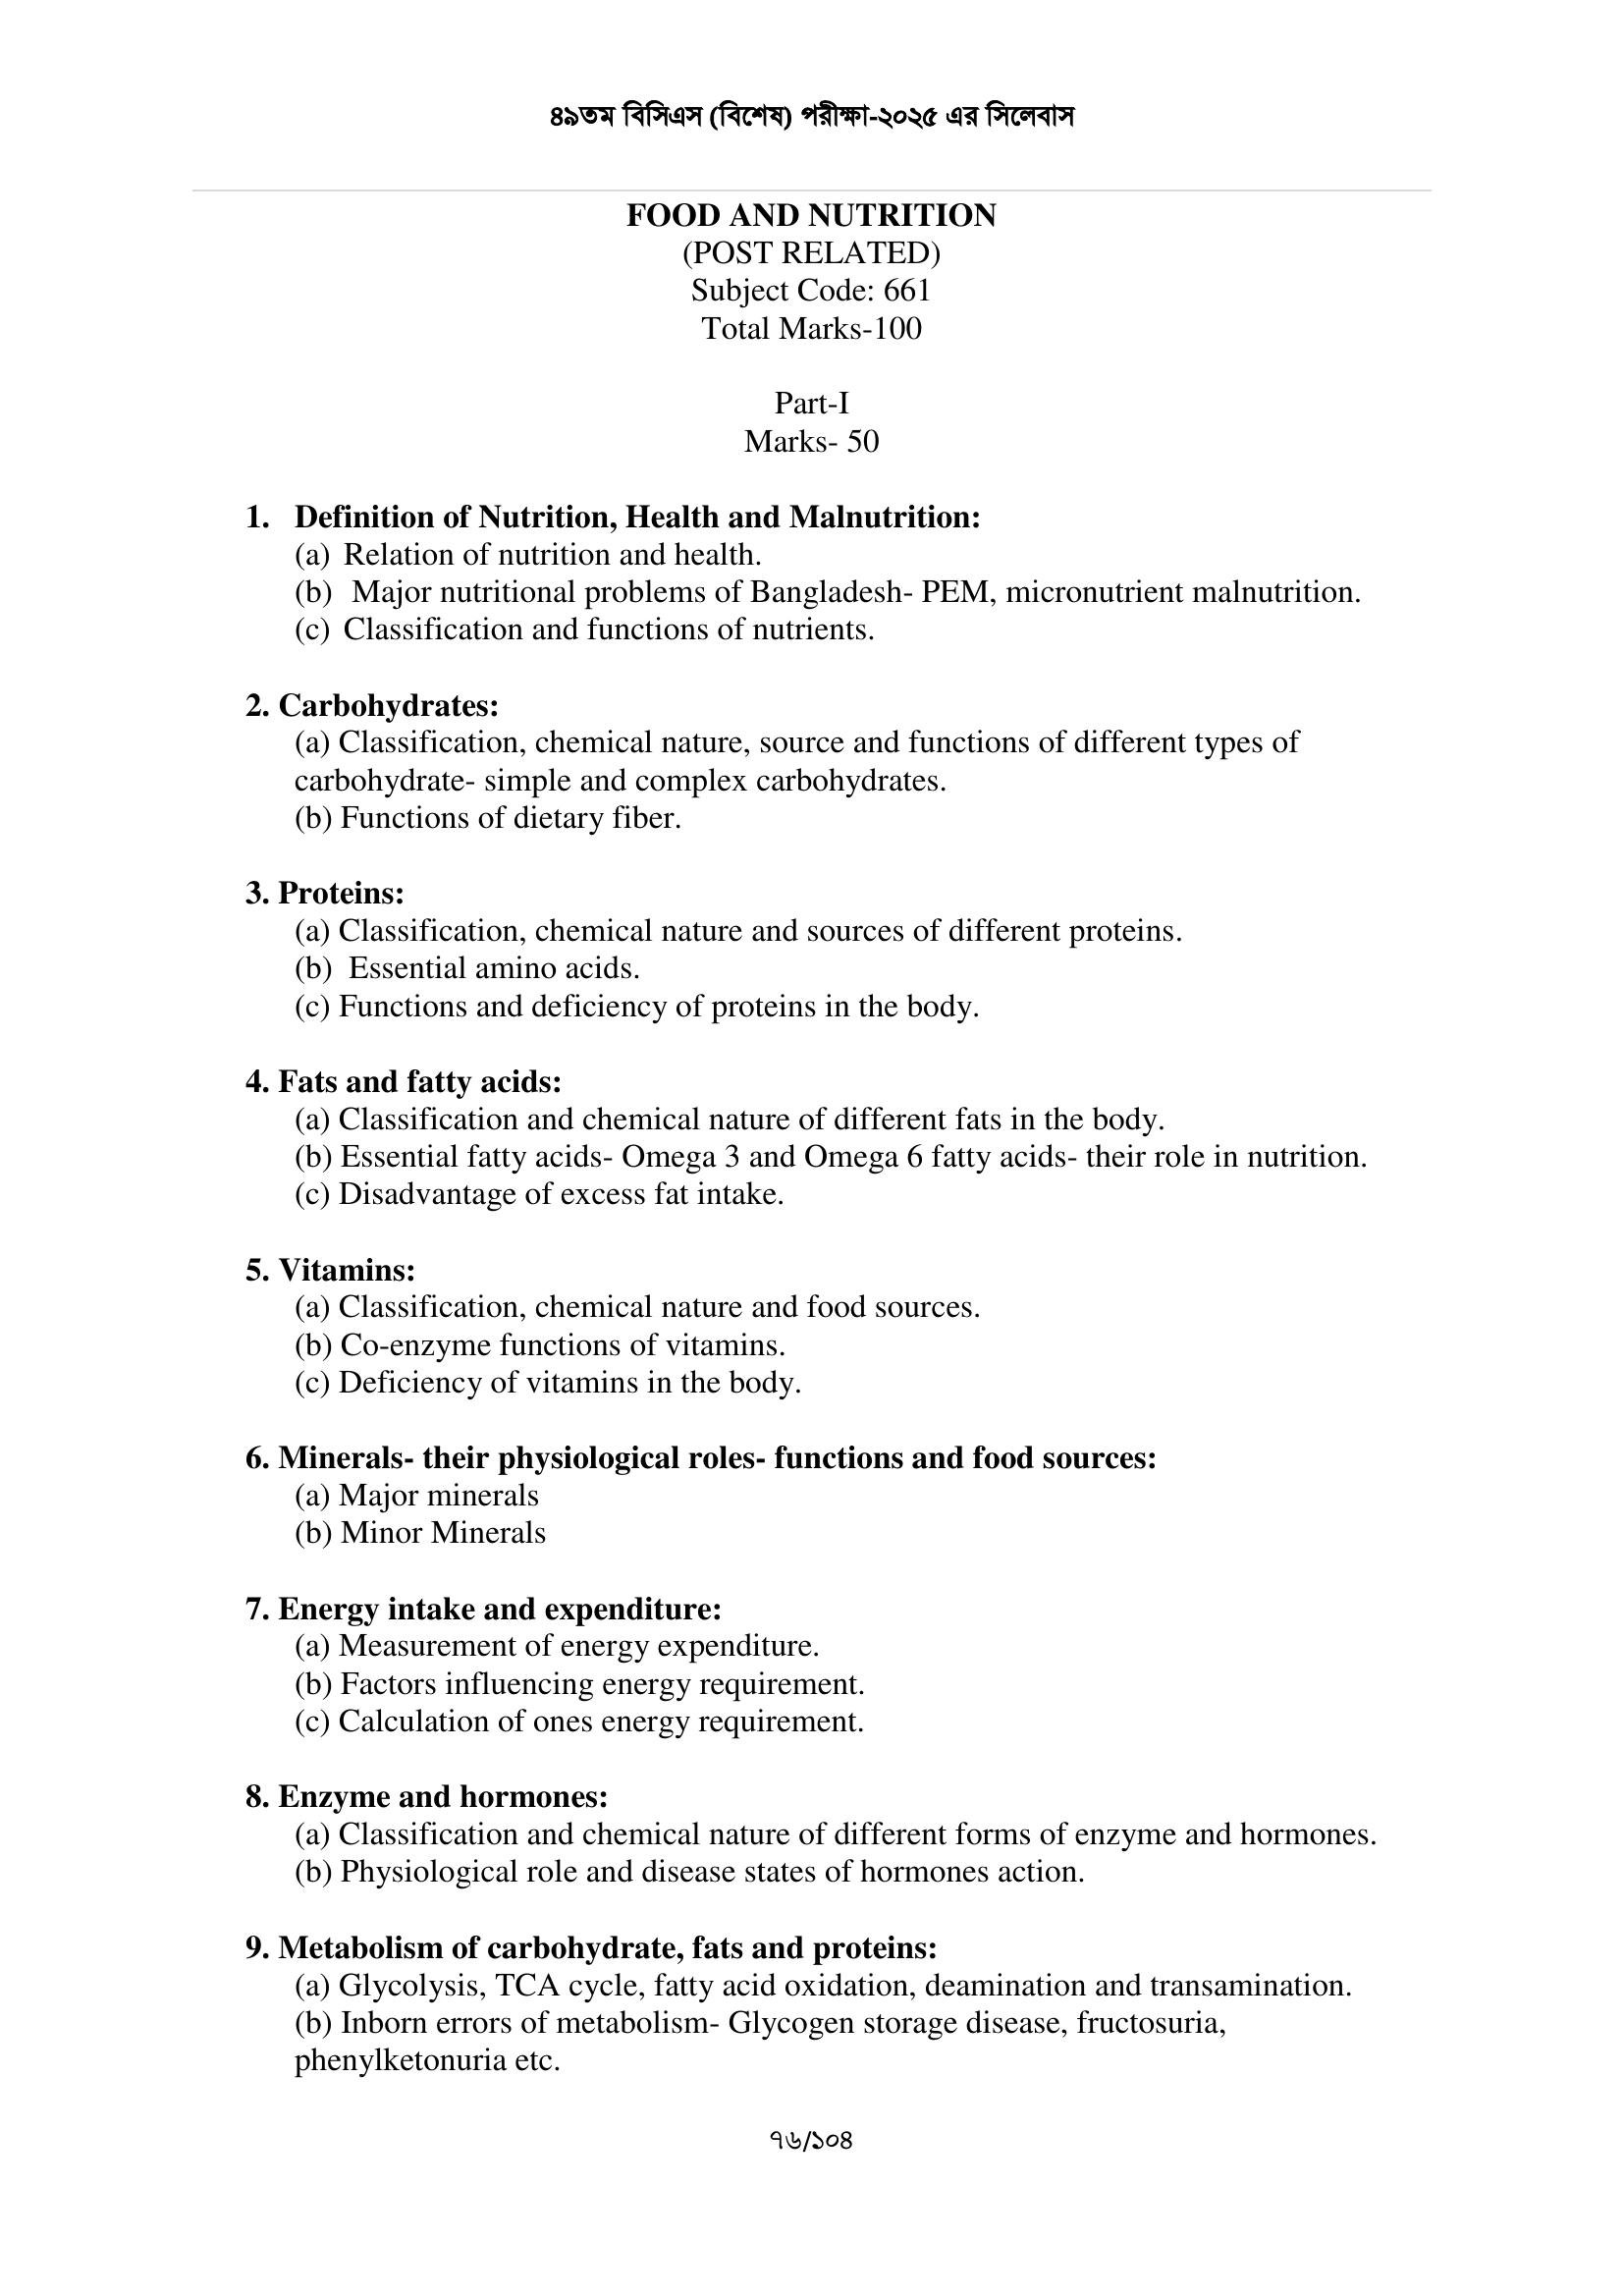 ৪৯তম বিসিএস (বিশেষ) পরীক্ষা-২০২৫ এর সিলেবাস
FOOD AND NUTRITION
(POST RELATED)
Subject Code: 661
Total Marks-100
Part-I
Marks- 50
1. Definition of Nutrition, Health and Malnutrition:
(a) Relation of nutrition and health.
(b) Major nutritional problems of Bangladesh- PEM, micronutrient malnutrition.
(c) Classification and functions of nutrients.
2. Carbohydrates:
(a) Classification, chemical nature, source and functions of different types of
carbohydrate- simple and complex carbohydrates.
(b) Functions of dietary fiber.
3. Proteins:
(a) Classification, chemical nature and sources of different proteins.
(b) Essential amino acids.
(c) Functions and deficiency of proteins in the body.
4. Fats and fatty acids:
(a) Classification and chemical nature of different fats in the body.
(b) Essential fatty acids- Omega 3 and Omega 6 fatty acids- their role in nutrition.
(c) Disadvantage of excess fat intake.
5. Vitamins:
(a) Classification, chemical nature and food sources.
(b) Co-enzyme functions of vitamins.
(c) Deficiency of vitamins in the body.
6. Minerals- their physiological roles- functions and food sources:
(a) Major minerals
(b) Minor Minerals
7. Energy intake and expenditure:
(a) Measurement of energy expenditure.
(b) Factors influencing energy requirement.
(c) Calculation of ones energy requirement.
8. Enzyme and hormones:
(a) Classification and chemical nature of different forms of enzyme and hormones.
(b) Physiological role and disease states of hormones action.
9. Metabolism of carbohydrate, fats and proteins:
(a) Glycolysis, TCA cycle, fatty acid oxidation, deamination and transamination.
(b) Inborn errors of metabolism- Glycogen storage disease, fructosuria,
phenylketonuria etc.
৭৬/১০৪